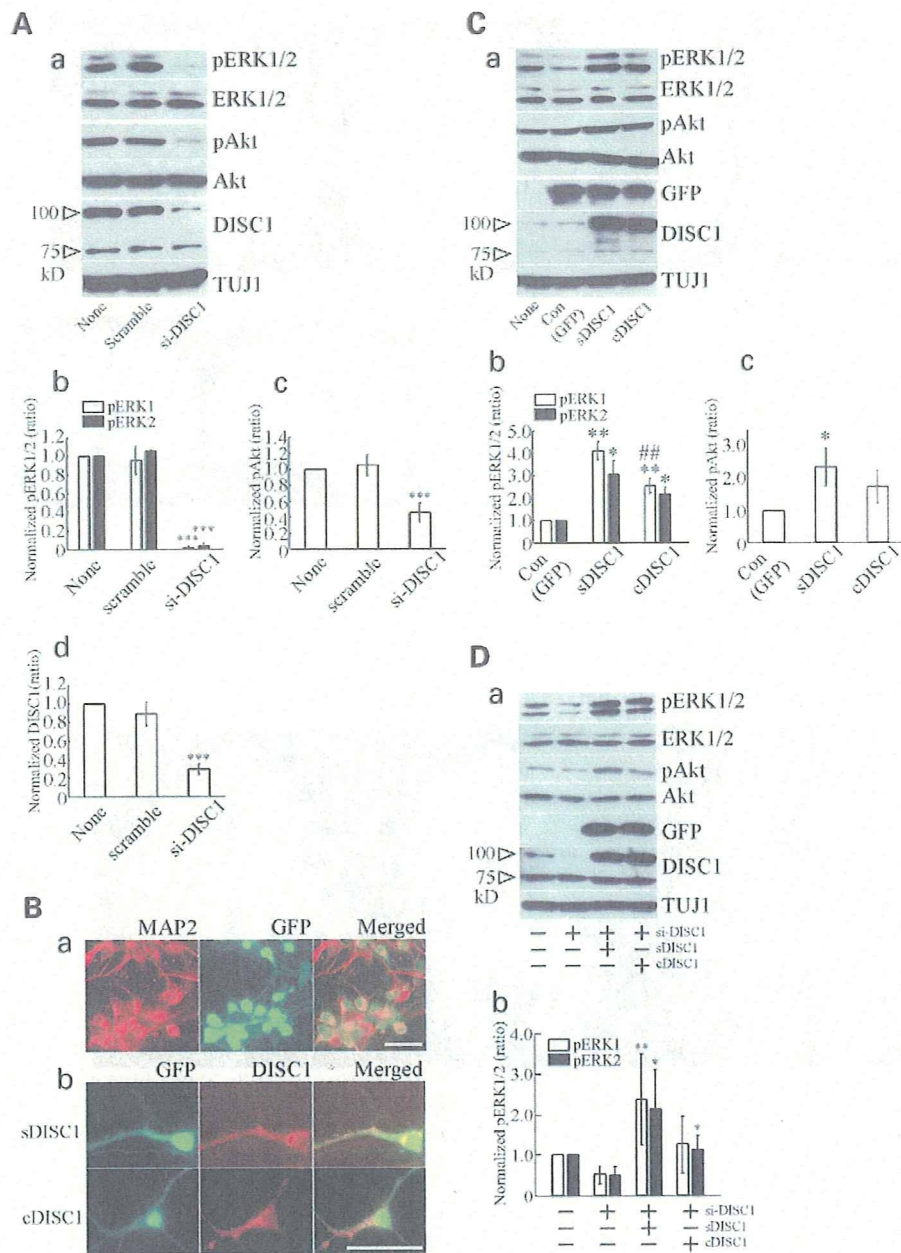 A
a
pERK1/2
ERK1/2
pAkt
Akt
100
DISC1
75
kD
TUJ1
None
Scramble
si-DISC1
b
pERK1
pERK2
Normalized pERK1/2 (ratio)
1.2
1.0
0.8
0.6
0.4
0.2
0
***
***
None
scramble
si-DISC1
c
Normalized pAkt (ratio)
1.4
1.2
1.0
0.8
0.6
0.4
0.2
0
***
None
scramble
si-DISC1
d
Normalized DISC1 (ratio)
1.2
1.0
0.8
0.6
0.4
0.2
0
***
None
scramble
si-DISC1
B
MAP2 GFP Merged
a
b
GFP DISC1 Merged
sDISC1
cDISC1
C
a
pERK1/2
ERK1/2
pAkt
Akt
GFP
100
DISC1
75
kD
TUJ1
None
Con
(GFP)
sDISC1
cDISC1
b
pERK1
pERK2
Normalized pERK1/2 (ratio)
5.0
4.0
3.0
2.0
1.0
**
*
##
**
*
Con
(GFP)
sDISC1
cDISC1
c
Normalized pAkt (ratio)
3.0
2.0
1.0
*
Con
(GFP)
sDISC1
cDISC1
D
a
pERK1/2
ERK1/2
pAkt
Akt
GFP
100
DISC1
75
kD
TUJ1
− + + + si-DISC1
− − + − sDISC1
− − − + cDISC1
b
pERK1
pERK2
Normalized pERK1/2 (ratio)
4.0
3.0
2.0
1.0
0
**
*
*
− + + + si-DISC1
− − + − sDISC1
− − − + cDISC1